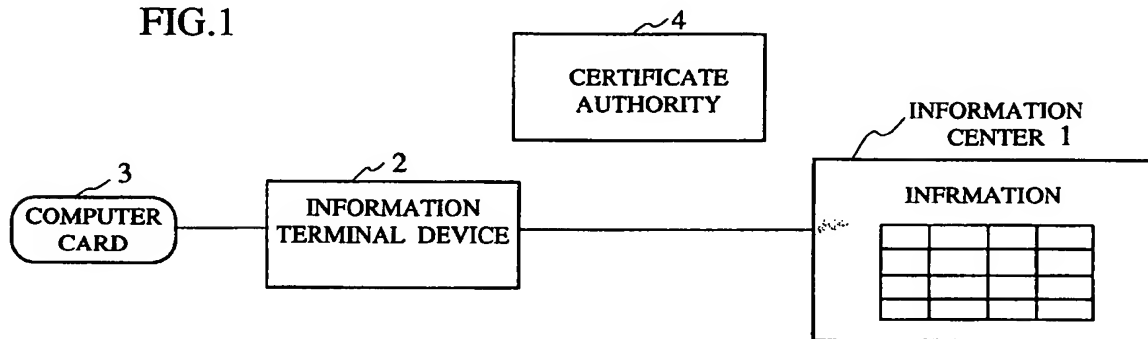 FIG.1
4
CERTIFICATE
AUTHORITY
INFORMATION
CENTER 1
3
COMPUTER
CARD
2
INFORMATION
TERMINAL DEVICE
INFRMATION